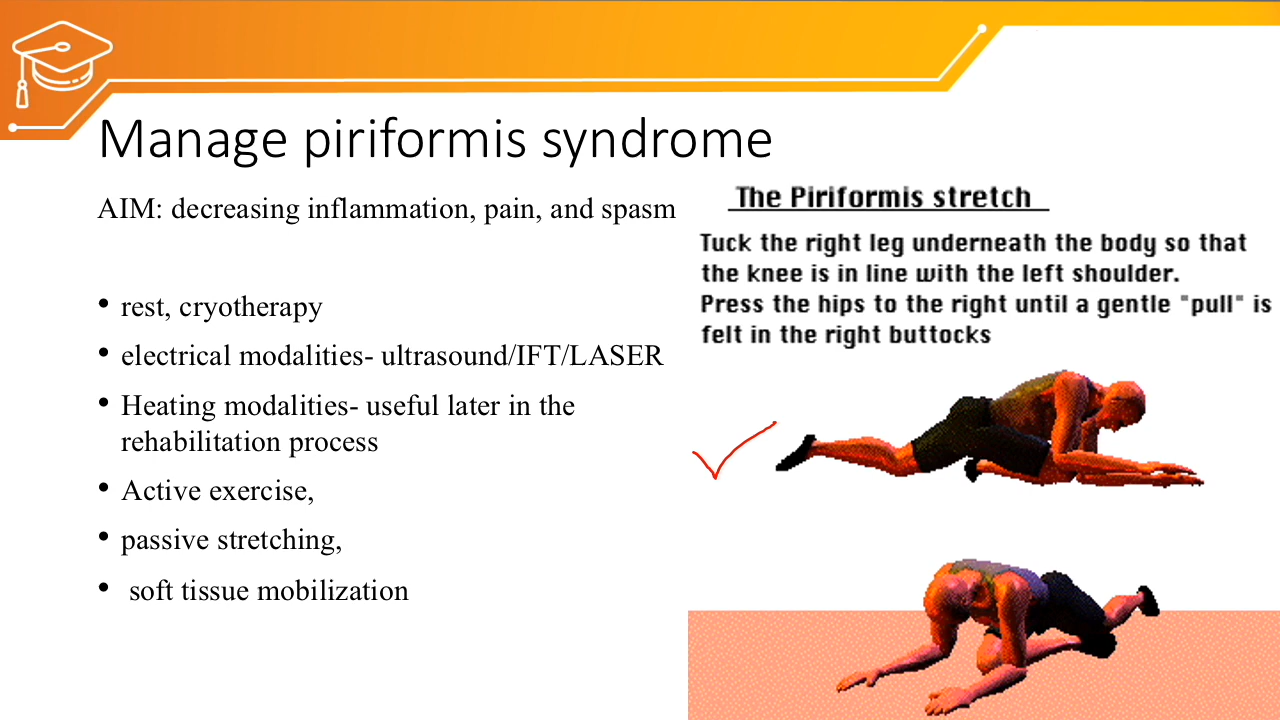 Manage piriformis syndrome
AIM: decreasing inflammation, pain, and spasm
• rest, cryotherapy
• electrical modalities- ultrasound/IFT/LASER
• Heating modalities- useful later in the
rehabilitation process
• Active exercise,
• passive stretching,
• soft tissue mobilization
The Piriformis stretch
Tuck the right leg underneath the body so that
the knee is in line with the left shoulder.
Press the hips to the right until a gentle "pull" is
felt in the right buttocks